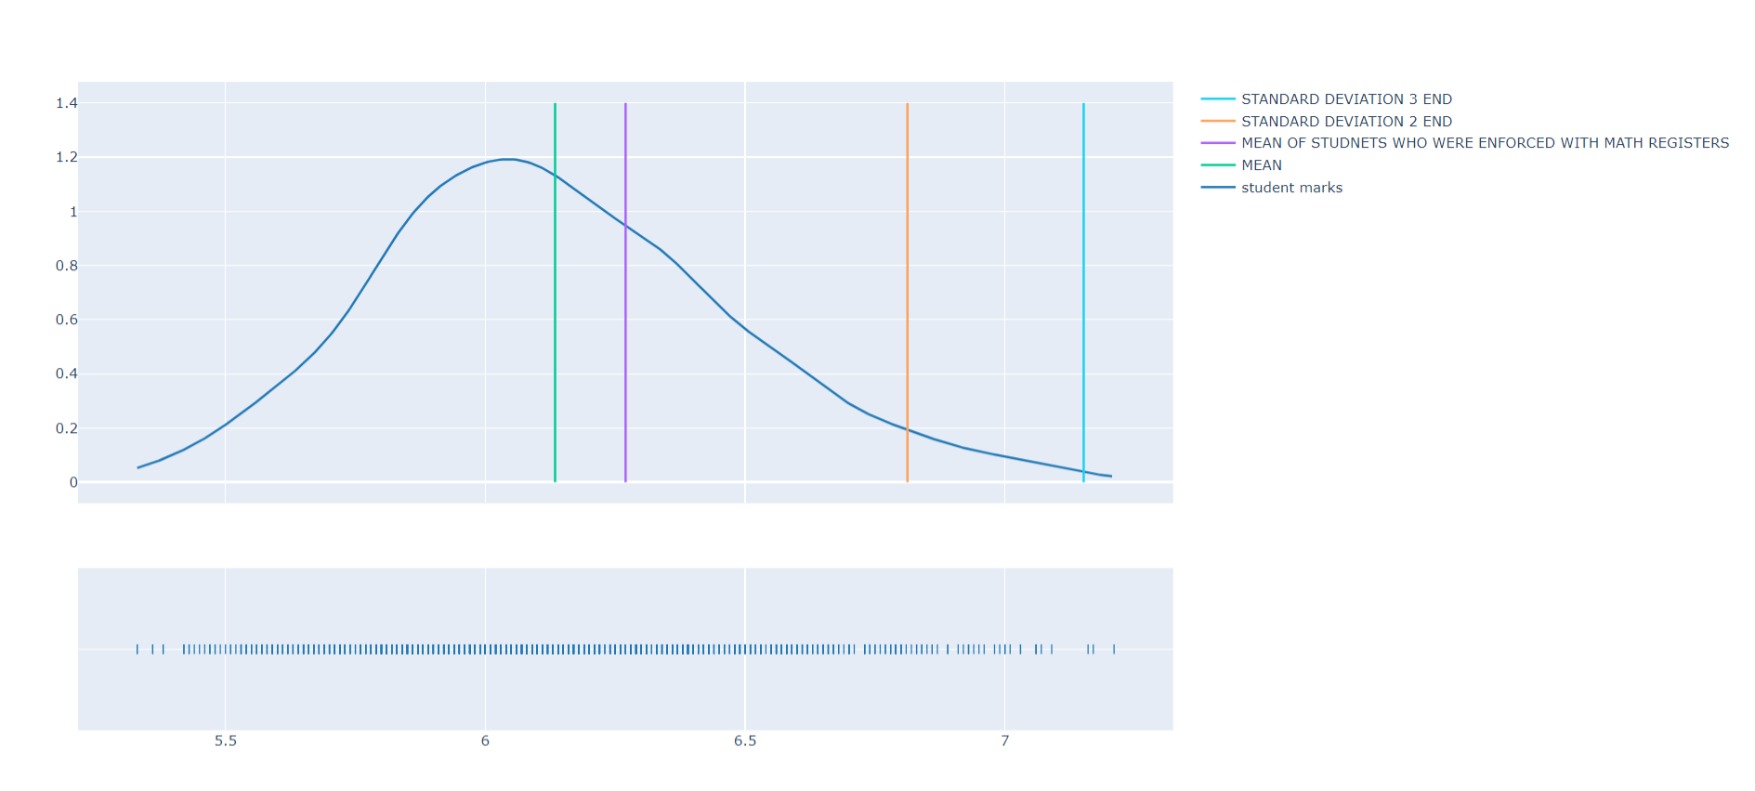 1.4
1.2
1
0.8
0.6
0.4
0.2
0
STANDARD DEVIATION 3 END
STANDARD DEVIATION 2 END
MEAN OF STUDNETS WHO WERE ENFORCED WITH MATH REGISTERS
MEAN
student marks
5.5
6
6.5
7